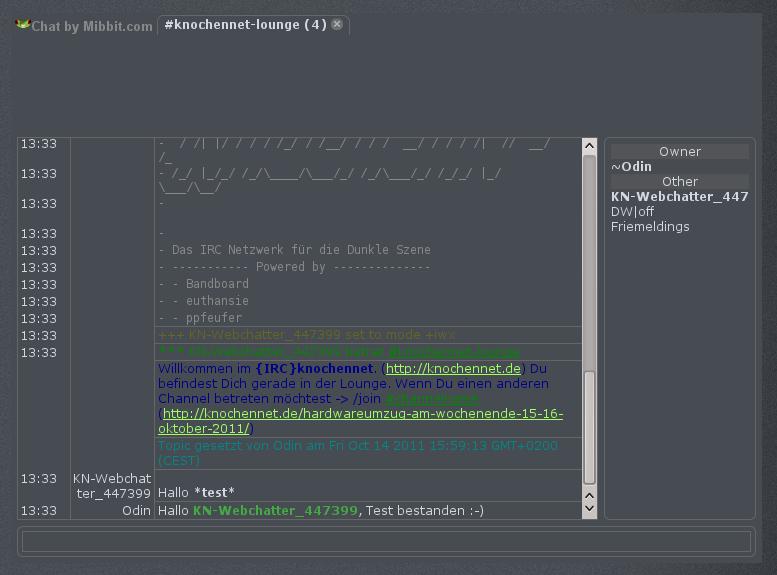 Chat by Mibbit.com #knochennet-lounge (4)
13:33 - / /| |/ / / / /_/ / /__/ / / /  __/ / / / /|  //  __/
/_
13:33 - /_/ |_/_/ /_/\____/\___/_/ /_/\___/_/ /_/_/ |_/
\___/\__/
13:33 -
13:33 -
13:33 - Das IRC Netzwerk für die Dunkle Szene
13:33 - ----------- Powered by --------------
13:33 - - Bandboard
13:33 - - euthansie
13:33 - - ppfeufer
13:33 +++ KN-Webchatter_447399 set to mode +iwx
13:33
Willkommen im {IRC}knochennet. (http://knochennet.de) Du
befindest Dich gerade in der Lounge. Wenn Du einen anderen
Channel betreten möchtest -> /join
(http://knochennet.de/hardwareumzug-am-wochenende-15-16-
oktober-2011/)
Topic gesetzt von Odin am Fri Oct 14 2011 15:59:13 GMT+0200
(CEST)
13:33 KN-Webchat
ter_447399 Hallo *test*
13:33 Odin Hallo KN-Webchatter_447399, Test bestanden :-)
Owner
~Odin
Other
KN-Webchatter_447
DW|off
Friemeldings